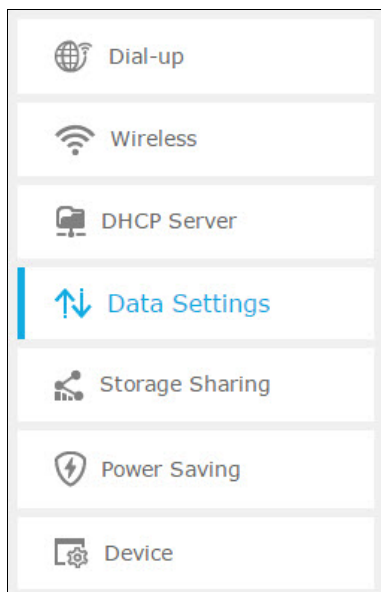 Dial-up
Wireless
DHCP Server
Data Settings
Storage Sharing
Power Saving
Device